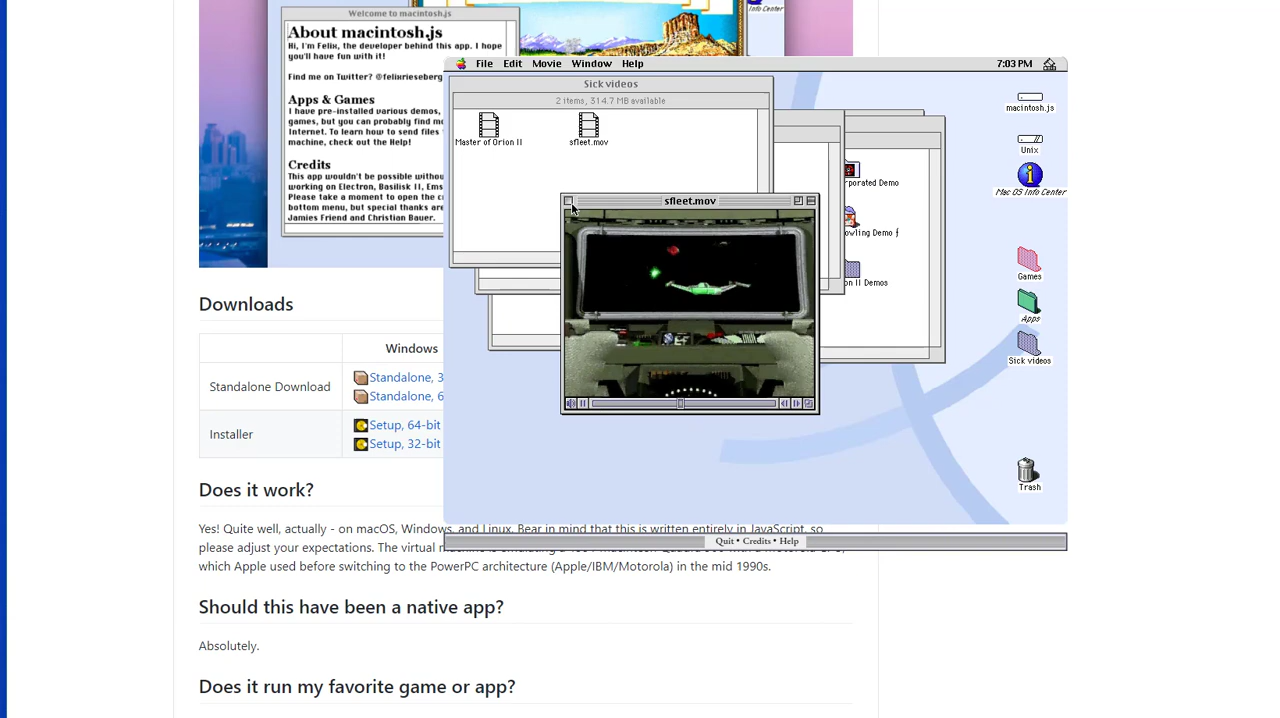 Welcome to macintosh.js
About macintosh.js
Hi, I'm Felix, the developer behind this app. I hope
you'll have fun with it!
Find me on Twitter? @felixrieseberg
Apps & Games
I have pre-installed various demos,
games, but you can probably find mo
Internet. To learn how to send files
machine, check out the Help!
Credits
This app wouldn't be possible without
working on Electron, Basilisk II, Ems
Please take a moment to open the cr
bottom menu, but special thanks are
Jamies Friend and Christian Bauer.
Info Center
File Edit Movie Window Help
7:03 PM
Sick videos
2 items, 314.7 MB available
Master of Orion II
sfleet.mov
sfleet.mov
rporated Demo
owling Demo ƒ
on II Demos
macintosh.js
Unix
Mac OS Info Center
Games
Apps
Sick videos
Trash
Quit • Credits • Help
Downloads
Windows
Standalone Download
Standalone, 3
Standalone, 6
Installer
Setup, 64-bit
Setup, 32-bit
Does it work?
Yes! Quite well, actually - on macOS, Windows, and Linux. Bear in mind that this is written entirely in JavaScript, so
please adjust your expectations. The virtual machine is
which Apple used before switching to the PowerPC architecture (Apple/IBM/Motorola) in the mid 1990s.
Should this have been a native app?
Absolutely.
Does it run my favorite game or app?